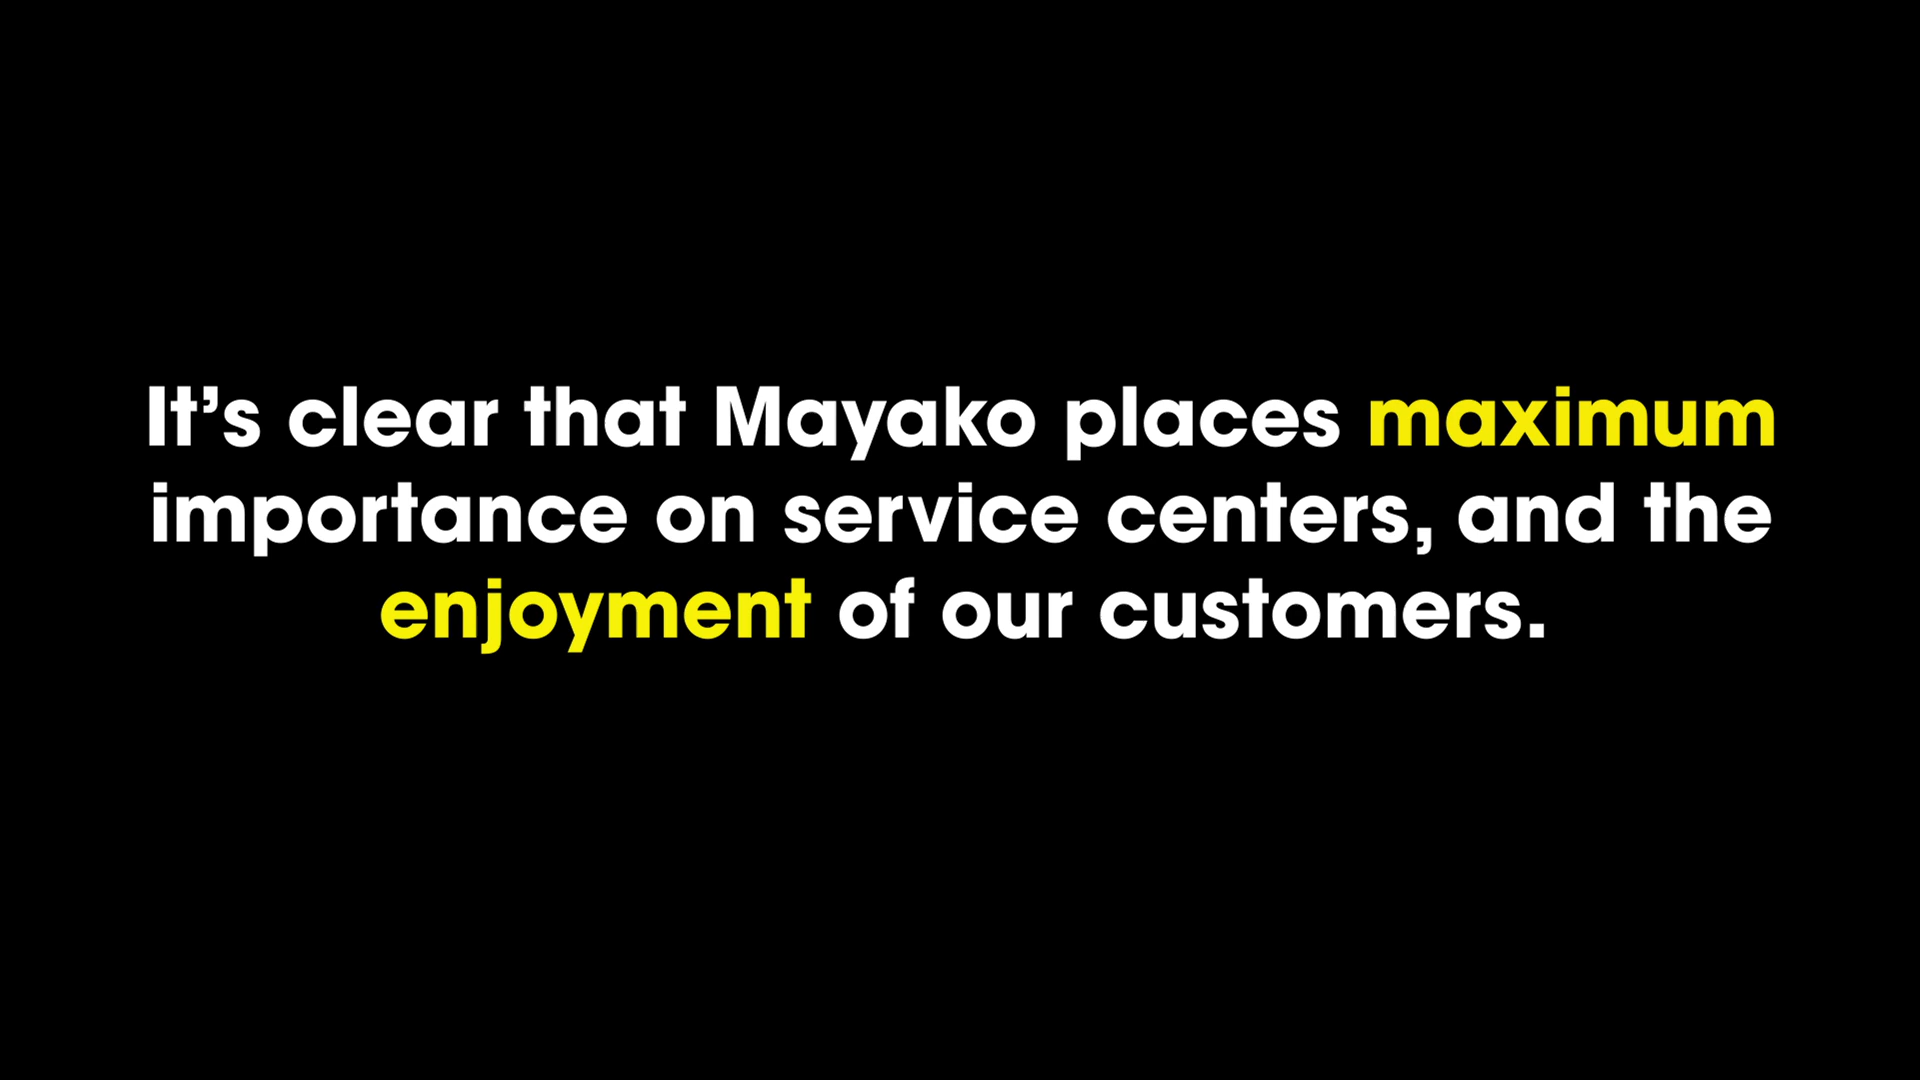 It’s clear that Mayako places maximum
importance on service centers, and the
enjoyment of our customers.